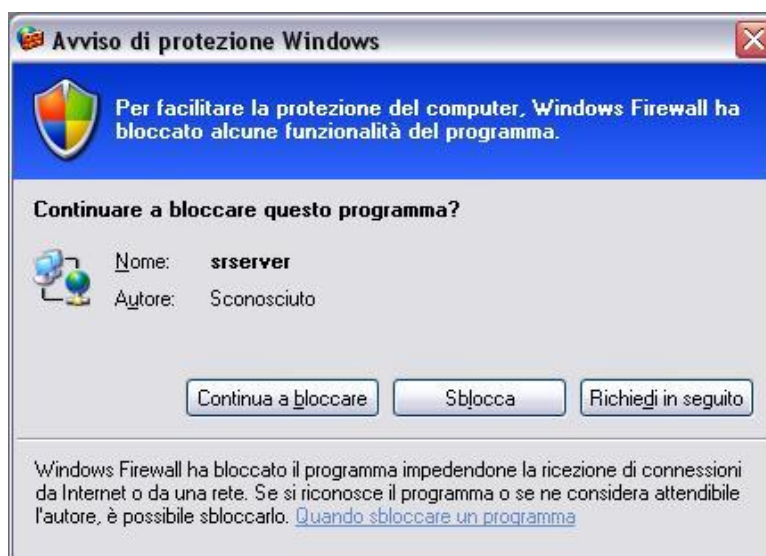 Avviso di protezione Windows
Per facilitare la protezione del computer, Windows Firewall ha
bloccato alcune funzionalità del programma.
Continuare a bloccare questo programma?
Nome: srserver
Autore: Sconosciuto
Continua a bloccare Sblocca Richiedi in seguito
Windows Firewall ha bloccato il programma impedendone la ricezione di connessioni
da Internet o da una rete. Se si riconosce il programma o se ne considera attendibile
l'autore, è possibile sbloccarlo. Quando sbloccare un programma